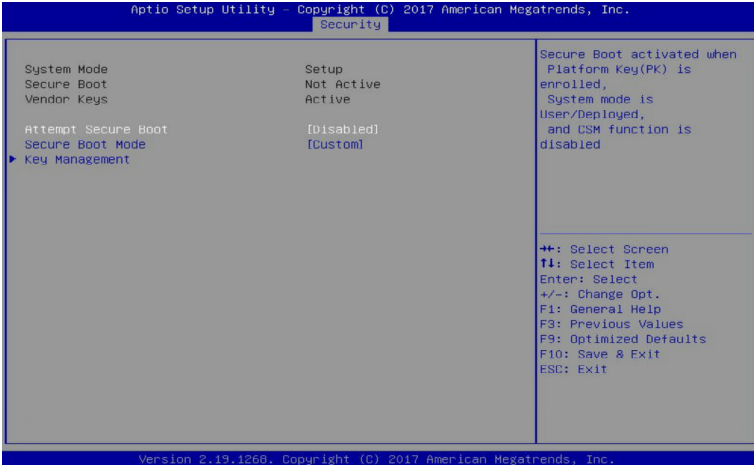 Aptio Setup Utility – Copyright (C) 2017 American Megatrends, Inc.
Security
System Mode Setup
Secure Boot Not Active
Vendor Keys Active
Attempt Secure Boot [Disabled]
Secure Boot Mode [Custom]
▶ Key Management
Secure Boot activated when
Platform Key(PK) is
enrolled,
System mode is
User/Deployed,
and CSM function is
disabled
→←: Select Screen
↑↓: Select Item
Enter: Select
+/-: Change Opt.
F1: General Help
F3: Previous Values
F9: Optimized Defaults
F10: Save & Exit
ESC: Exit
Version 2.19.1268. Copyright (C) 2017 American Megatrends, Inc.